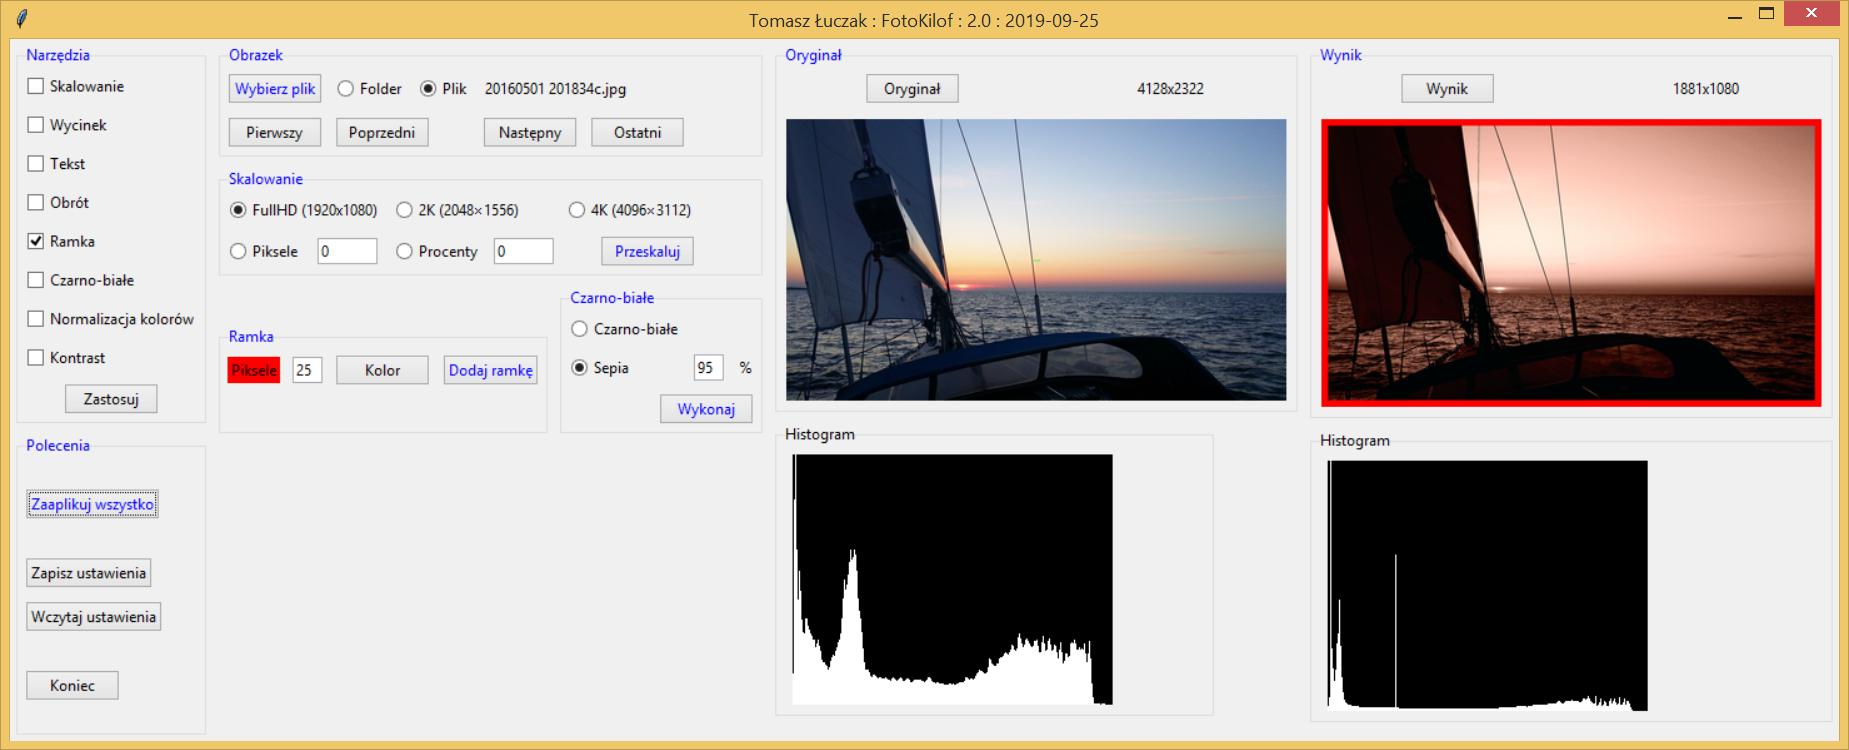 Tomasz Łuczak : FotoKilof : 2.0 : 2019-09-25
Narzędzia
Skalowanie
Wycinek
Tekst
Obrót
Ramka
Czarno-białe
Normalizacja kolorów
Kontrast
Zastosuj
Polecenia
Zaaplikuj wszystko
Zapisz ustawienia
Wczytaj ustawienia
Koniec
Obrazek
Wybierz plik Folder Plik 20160501 201834c.jpg
Pierwszy Poprzedni Następny Ostatni
Skalowanie
FullHD (1920x1080) 2K (2048×1556) 4K (4096×3112)
Piksele 0 Procenty 0 Przeskaluj
Ramka
Piksele 25 Kolor Dodaj ramkę
Czarno-białe
Czarno-białe
Sepia 95 %
Wykonaj
Oryginał
Oryginał 4128x2322
Histogram
Wynik
Wynik 1881x1080
Histogram